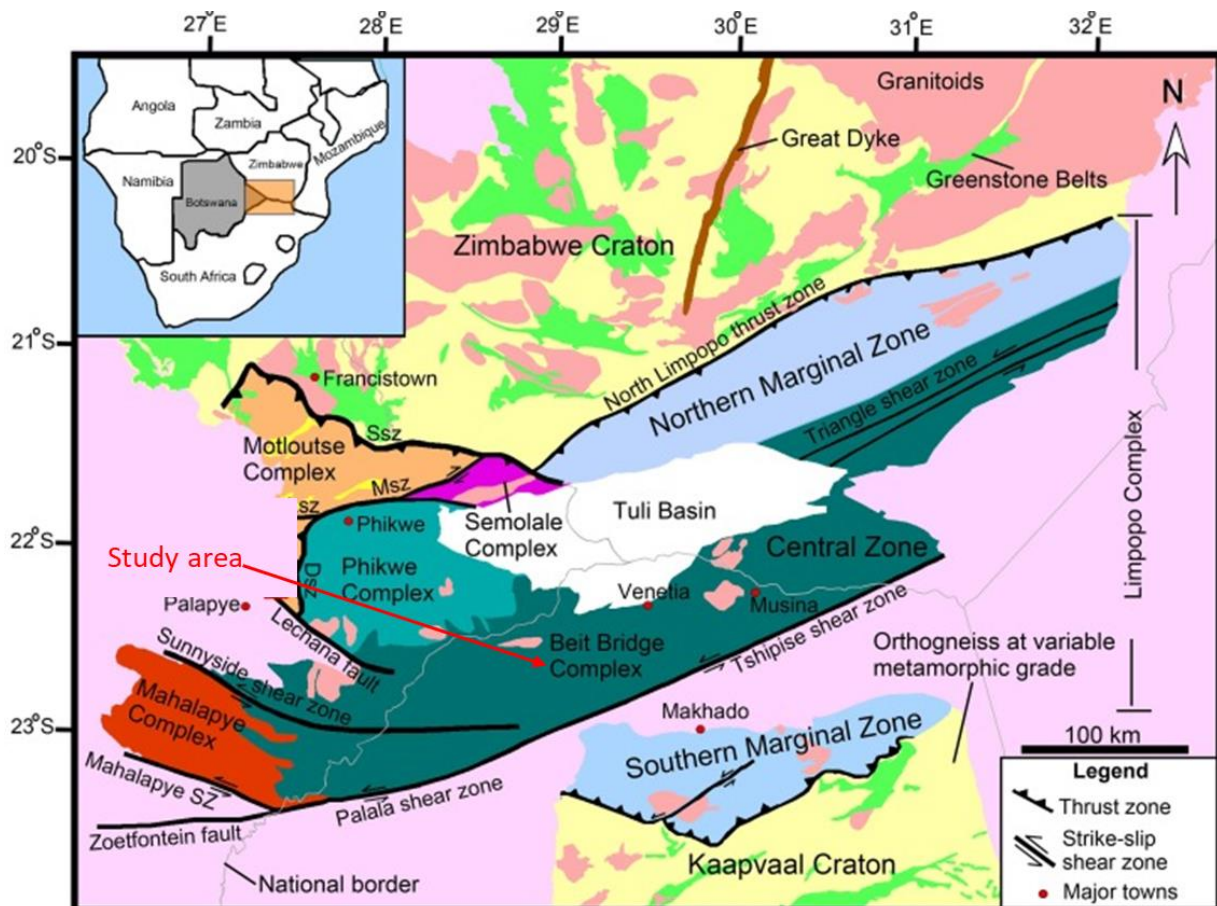 27°E
28°E
29°E
30°E
31°E
32°E
20°S
21°S
22°S
23°S
Angola
Zambia
Mozambique
Namibia
Zimbabwe
Botswana
South Africa
Granitoids
N
Great Dyke
Greenstone Belts
Zimbabwe Craton
North Limpopo thrust zone
Northern Marginal Zone
Triangle shear zone
Francistown
Ssz
Motloutse
Complex
Msz
sz
Semolale
Complex
Tuli Basin
Limpopo Complex
Phikwe
Study area
Phikwe
Complex
Dsz
Central Zone
Palapye
Venetia
Musina
Lechana fault
Beit Bridge
Complex
Tshipise shear zone
Sunnyside shear zone
Orthogneiss at variable
metamorphic grade
Mahalapye
Complex
Makhado
Southern Marginal Zone
Mahalapye SZ
Palala shear zone
Zoetfontein fault
Kaapvaal Craton
National border
100 km
Legend
Thrust zone
Strike-slip
shear zone
Major towns